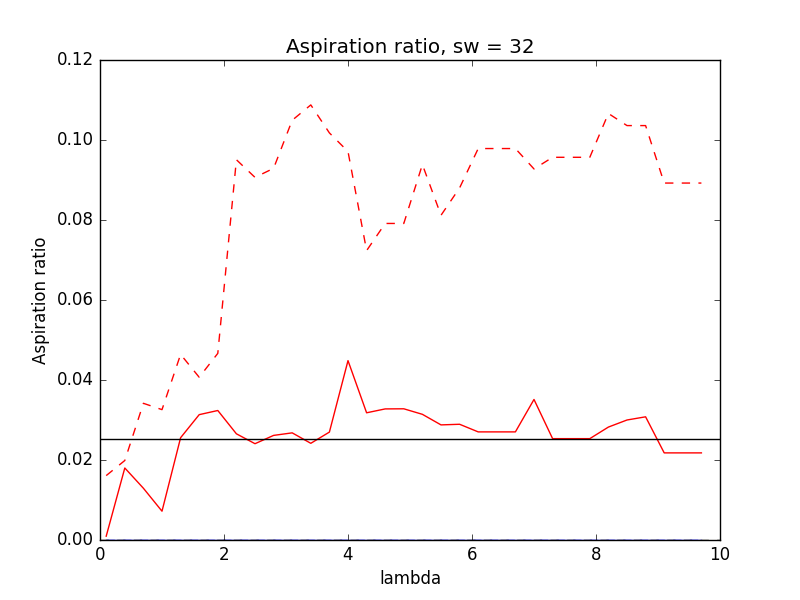 Aspiration ratio, sw = 32
0.12
0.10
0.08
0.06
0.04
0.02
0.00
Aspiration ratio
0 2 4 6 8 10
lambda